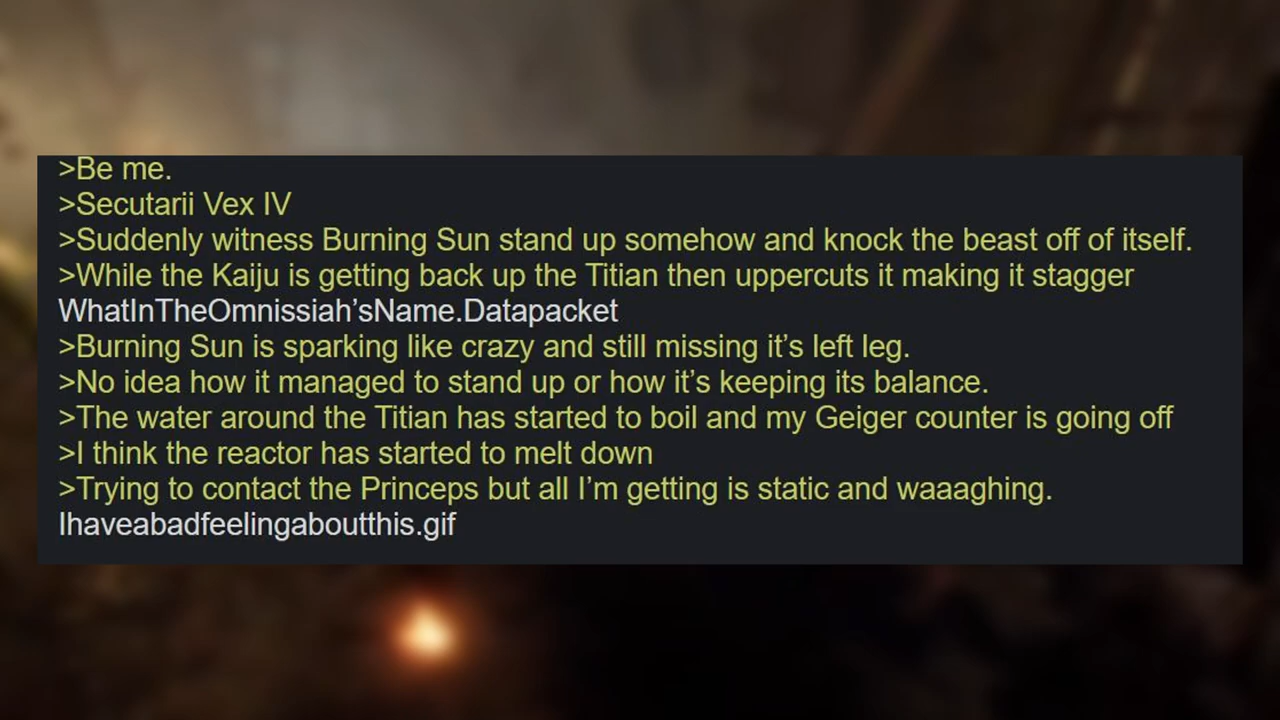 >Be me.
>Secutarii Vex IV
>Suddenly witness Burning Sun stand up somehow and knock the beast off of itself.
>While the Kaiju is getting back up the Titian then uppercuts it making it stagger
WhatInTheOmnissiah’sName.Datapacket
>Burning Sun is sparking like crazy and still missing it’s left leg.
>No idea how it managed to stand up or how it’s keeping its balance.
>The water around the Titian has started to boil and my Geiger counter is going off
>I think the reactor has started to melt down
>Trying to contact the Princeps but all I’m getting is static and waaaghing.
Ihaveabadfeelingaboutthis.gif